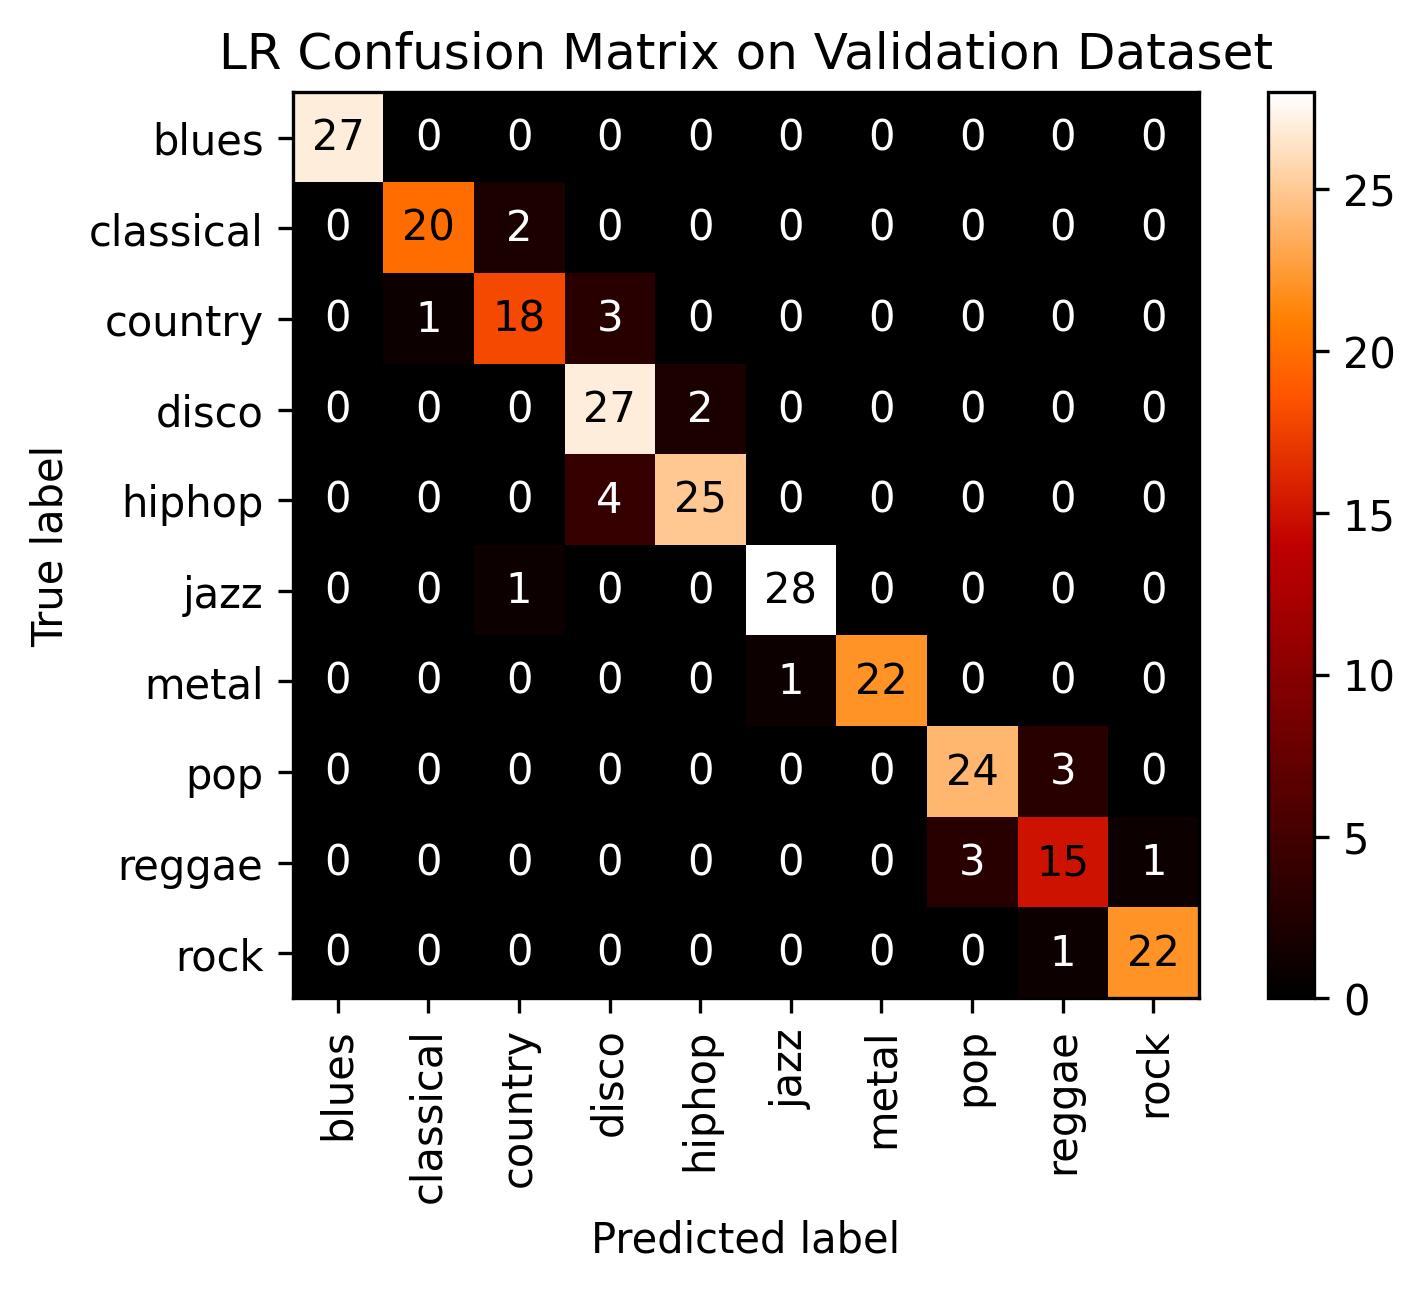 LR Confusion Matrix on Validation Dataset
blues 27 0 0 0 0 0 0 0 0 0
classical 0 20 2 0 0 0 0 0 0 0
country 0 1 18 3 0 0 0 0 0 0
disco 0 0 0 27 2 0 0 0 0 0
hiphop 0 0 0 4 25 0 0 0 0 0
jazz 0 0 1 0 0 28 0 0 0 0
metal 0 0 0 0 0 1 22 0 0 0
pop 0 0 0 0 0 0 0 24 3 0
reggae 0 0 0 0 0 0 0 3 15 1
rock 0 0 0 0 0 0 0 0 1 22
True label
blues classical country disco hiphop jazz metal pop reggae rock
Predicted label
25
20
15
10
5
0